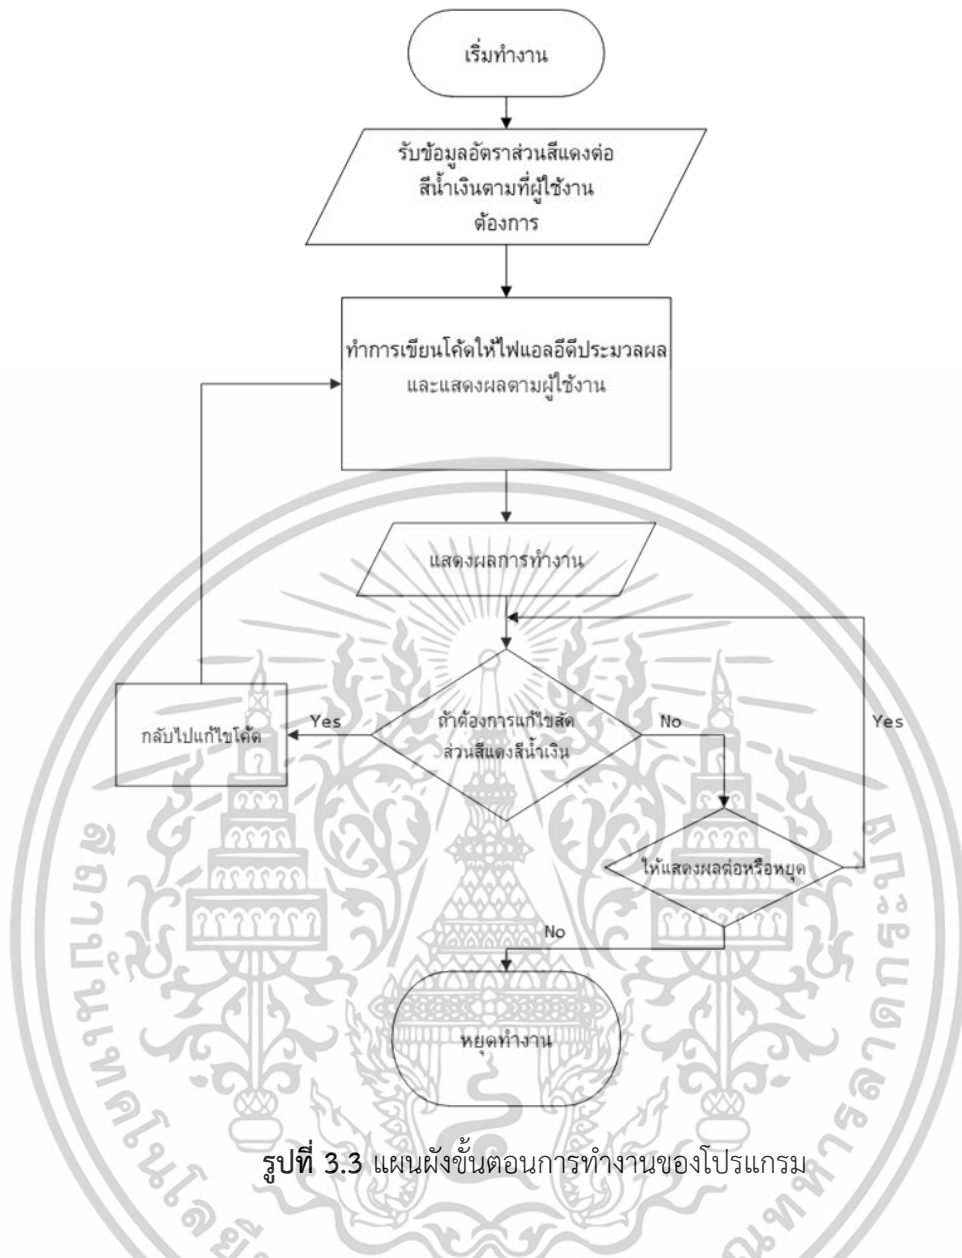 เริ่มทำงาน
รับข้อมูลอัตราส่วนสีแดงต่อ
สีน้ำเงินตามที่ผู้ใช้งาน
ต้องการ
ทำการเขียนโค้ดให้ไฟแอลอีดีประมวลผล
และแสดงผลตามผู้ใช้งาน
แสดงผลการทำงาน
ถ้าต้องการแก้ไขสัด
ส่วนสีแดงสีน้ำเงิน
Yes
No
Yes
กลับไปแก้ไขโค้ด
ให้แสดงผลต่อหรือหยุด
No
หยุดทำงาน
รูปที่ 3.3 แผนผังขั้นตอนการทำงานของโปรแกรม